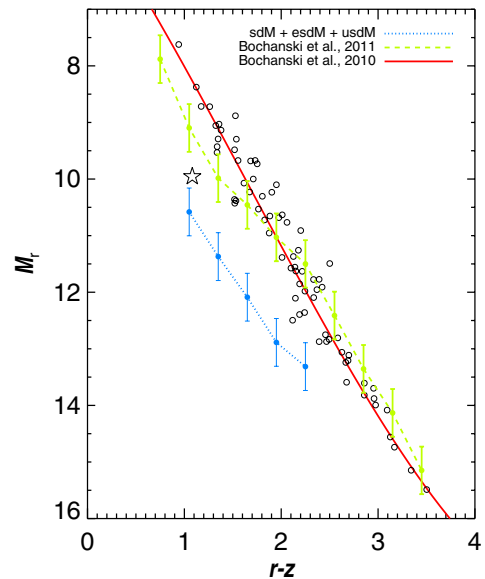 sdM + esdM + usdM
Bochanski et al., 2011
Bochanski et al., 2010
8
10
12
14
16
M_r
0 1 2 3 4
r-z